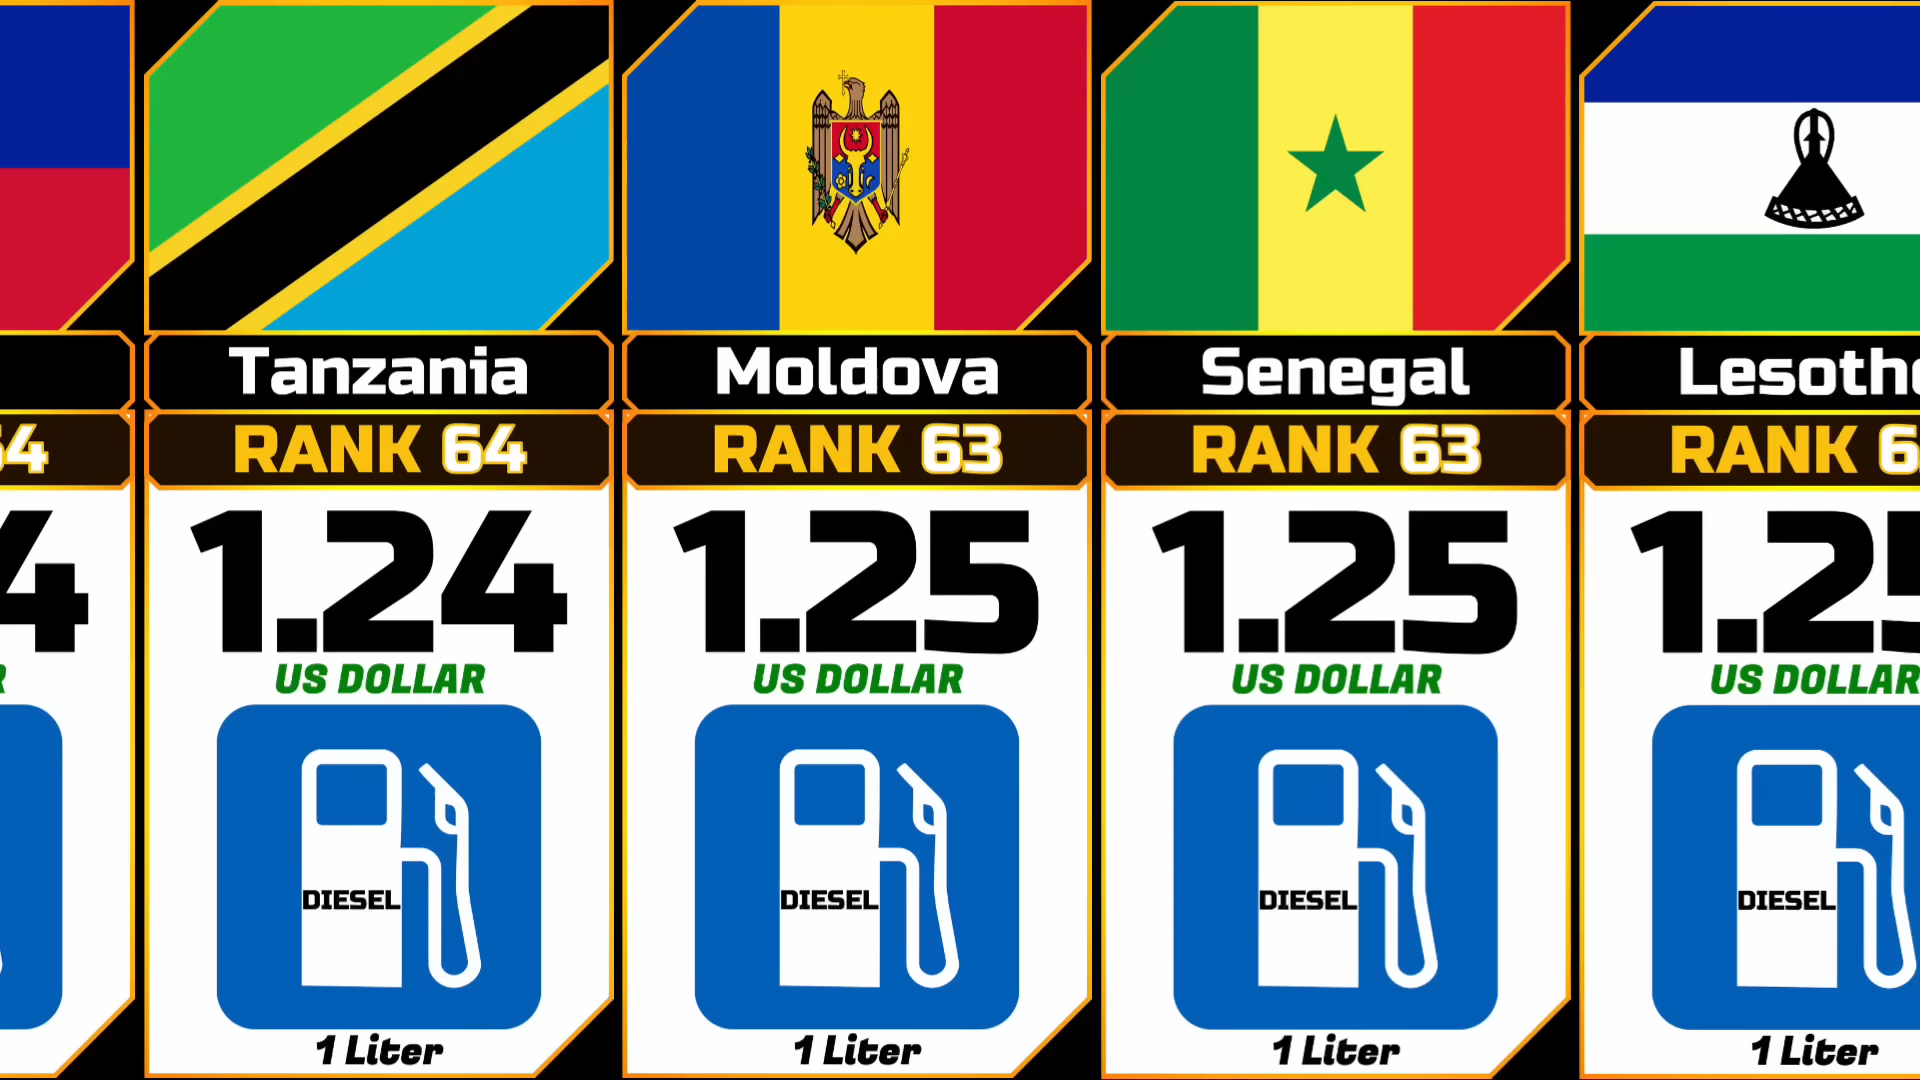 Tanzania
RANK 64
1.24
US DOLLAR
DIESEL
1 Liter
Moldova
RANK 63
1.25
US DOLLAR
DIESEL
1 Liter
Senegal
RANK 63
1.25
US DOLLAR
DIESEL
1 Liter
RANK
US DOLLAR
DIESEL
1 Liter